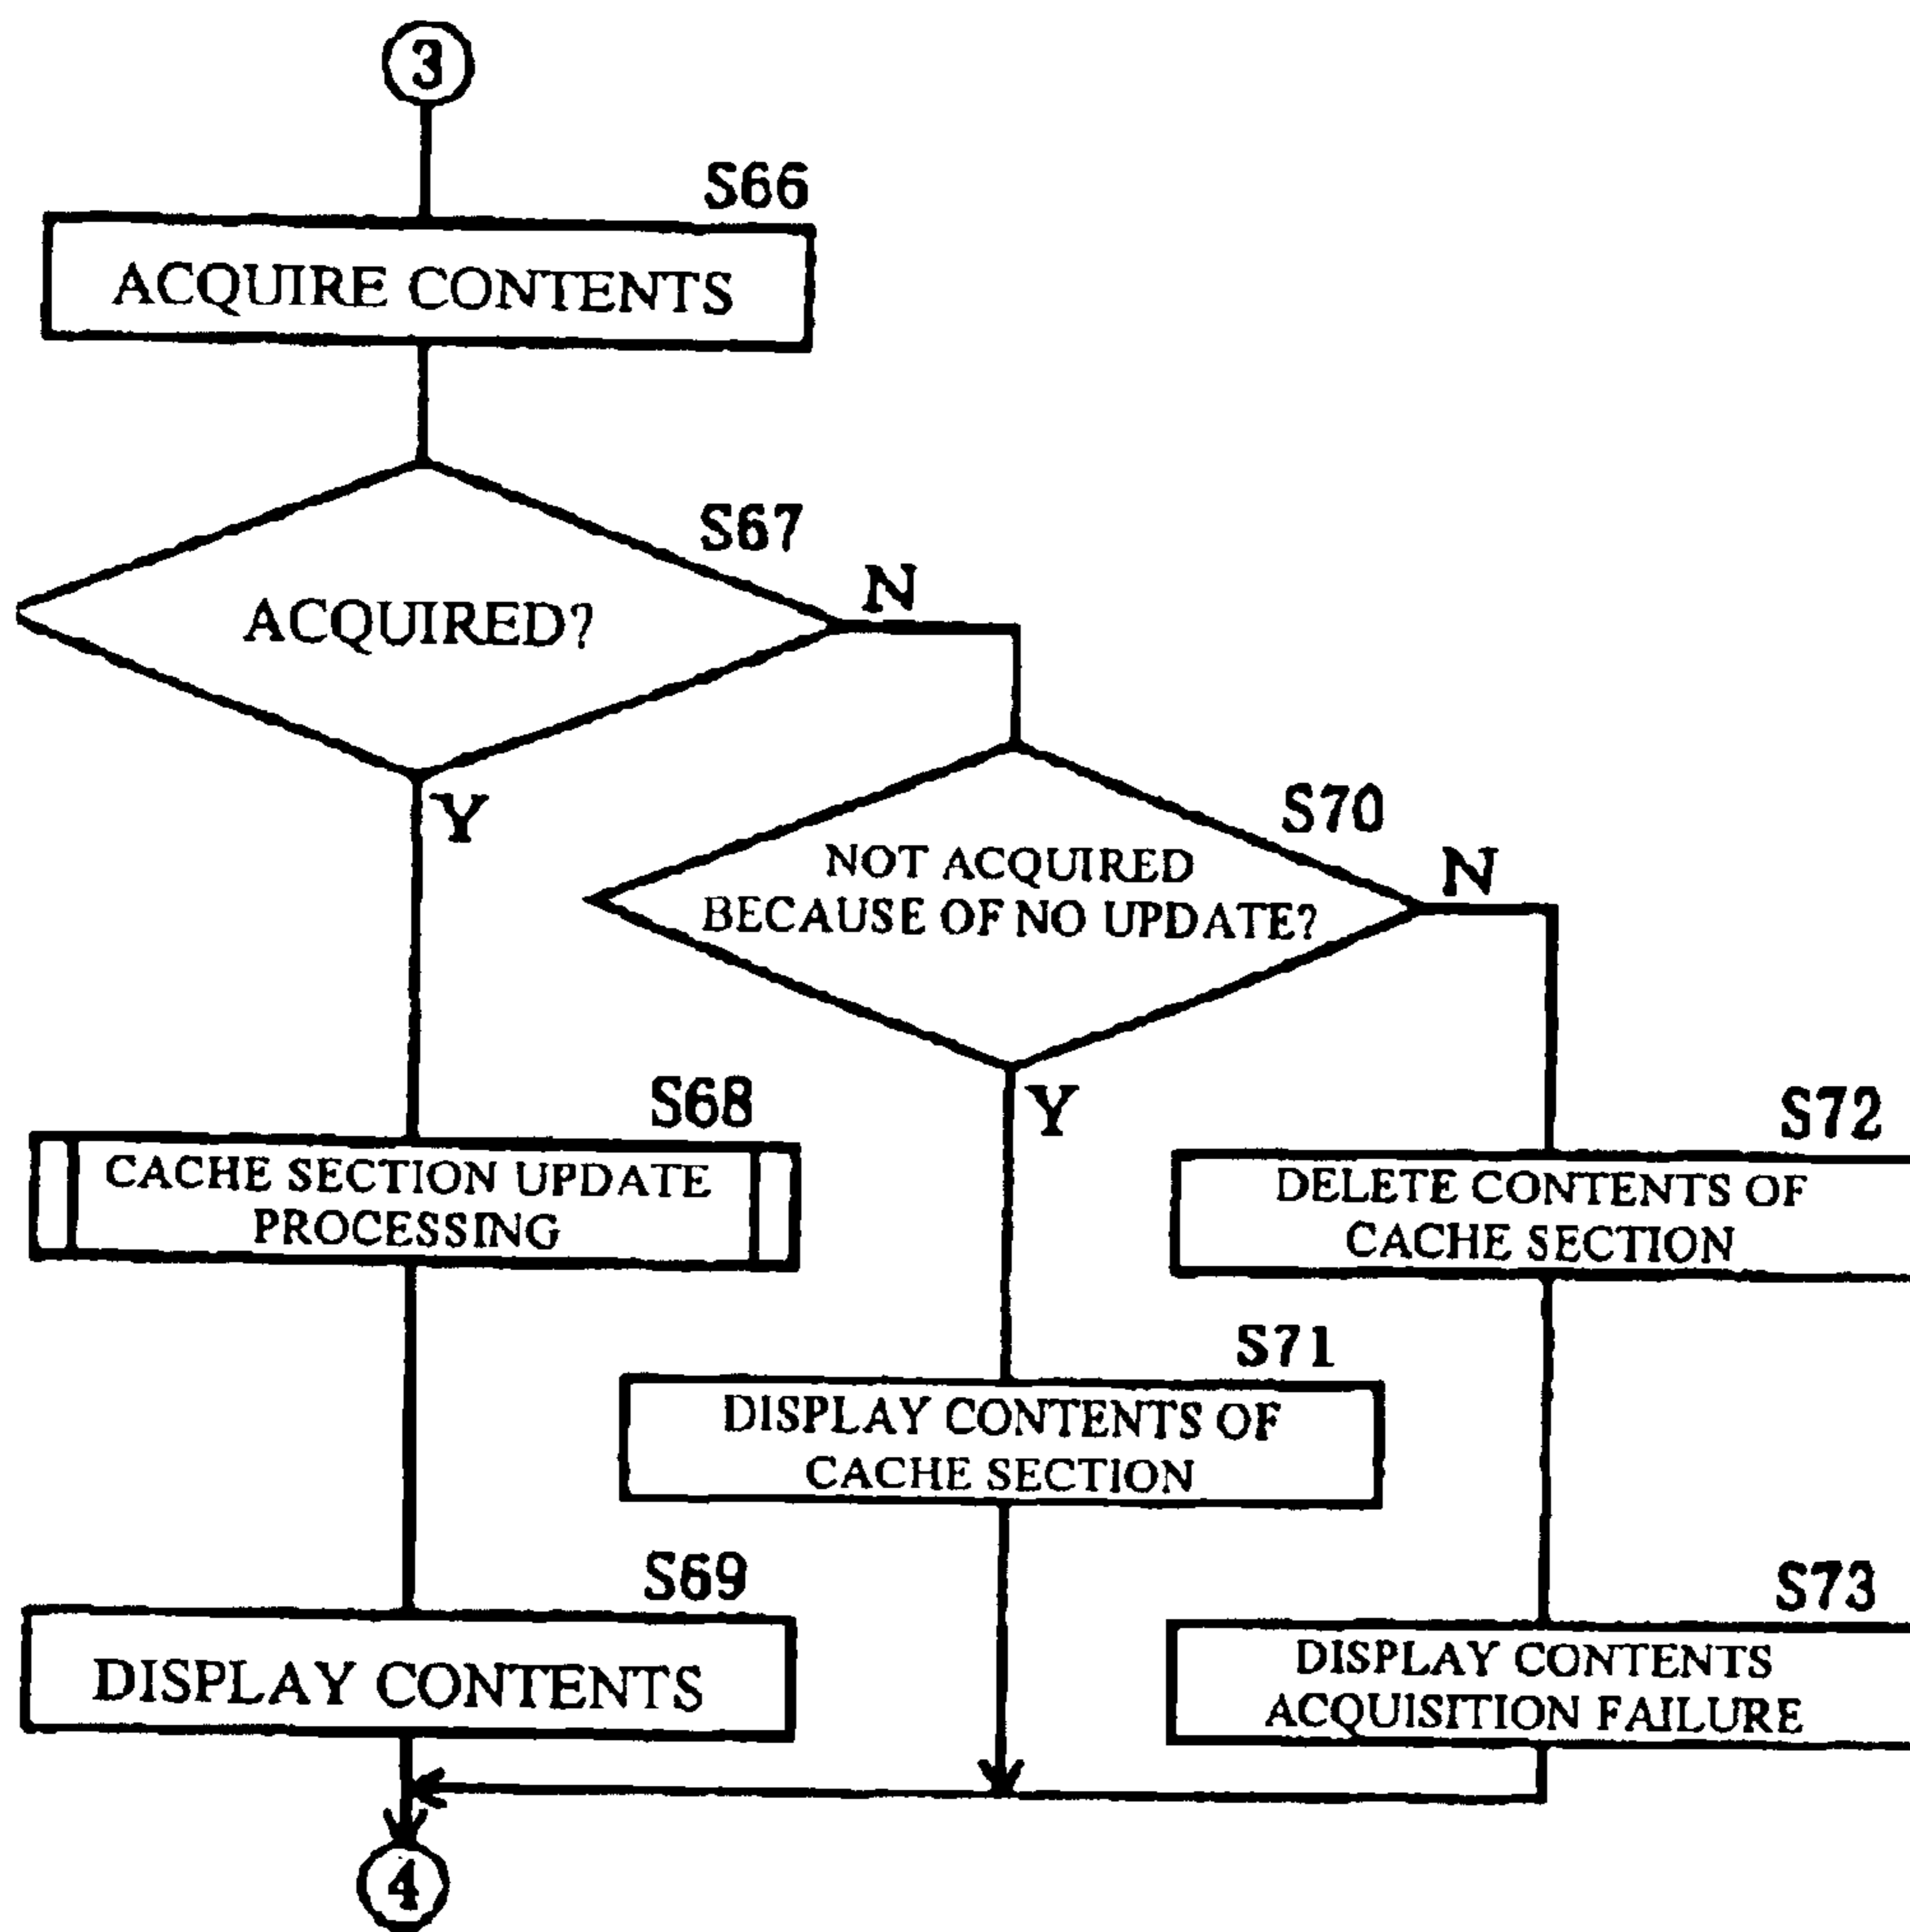 3
S66
ACQUIRE CONTENTS
S67
N
ACQUIRED?
Y
S70
N
NOT ACQUIRED
BECAUSE OF NO UPDATE?
Y
S68
CACHE SECTION UPDATE
PROCESSING
S72
DELETE CONTENTS OF
CACHE SECTION
S71
DISPLAY CONTENTS OF
CACHE SECTION
S69
DISPLAY CONTENTS
S73
DISPLAY CONTENTS
ACQUISITION FAILURE
4